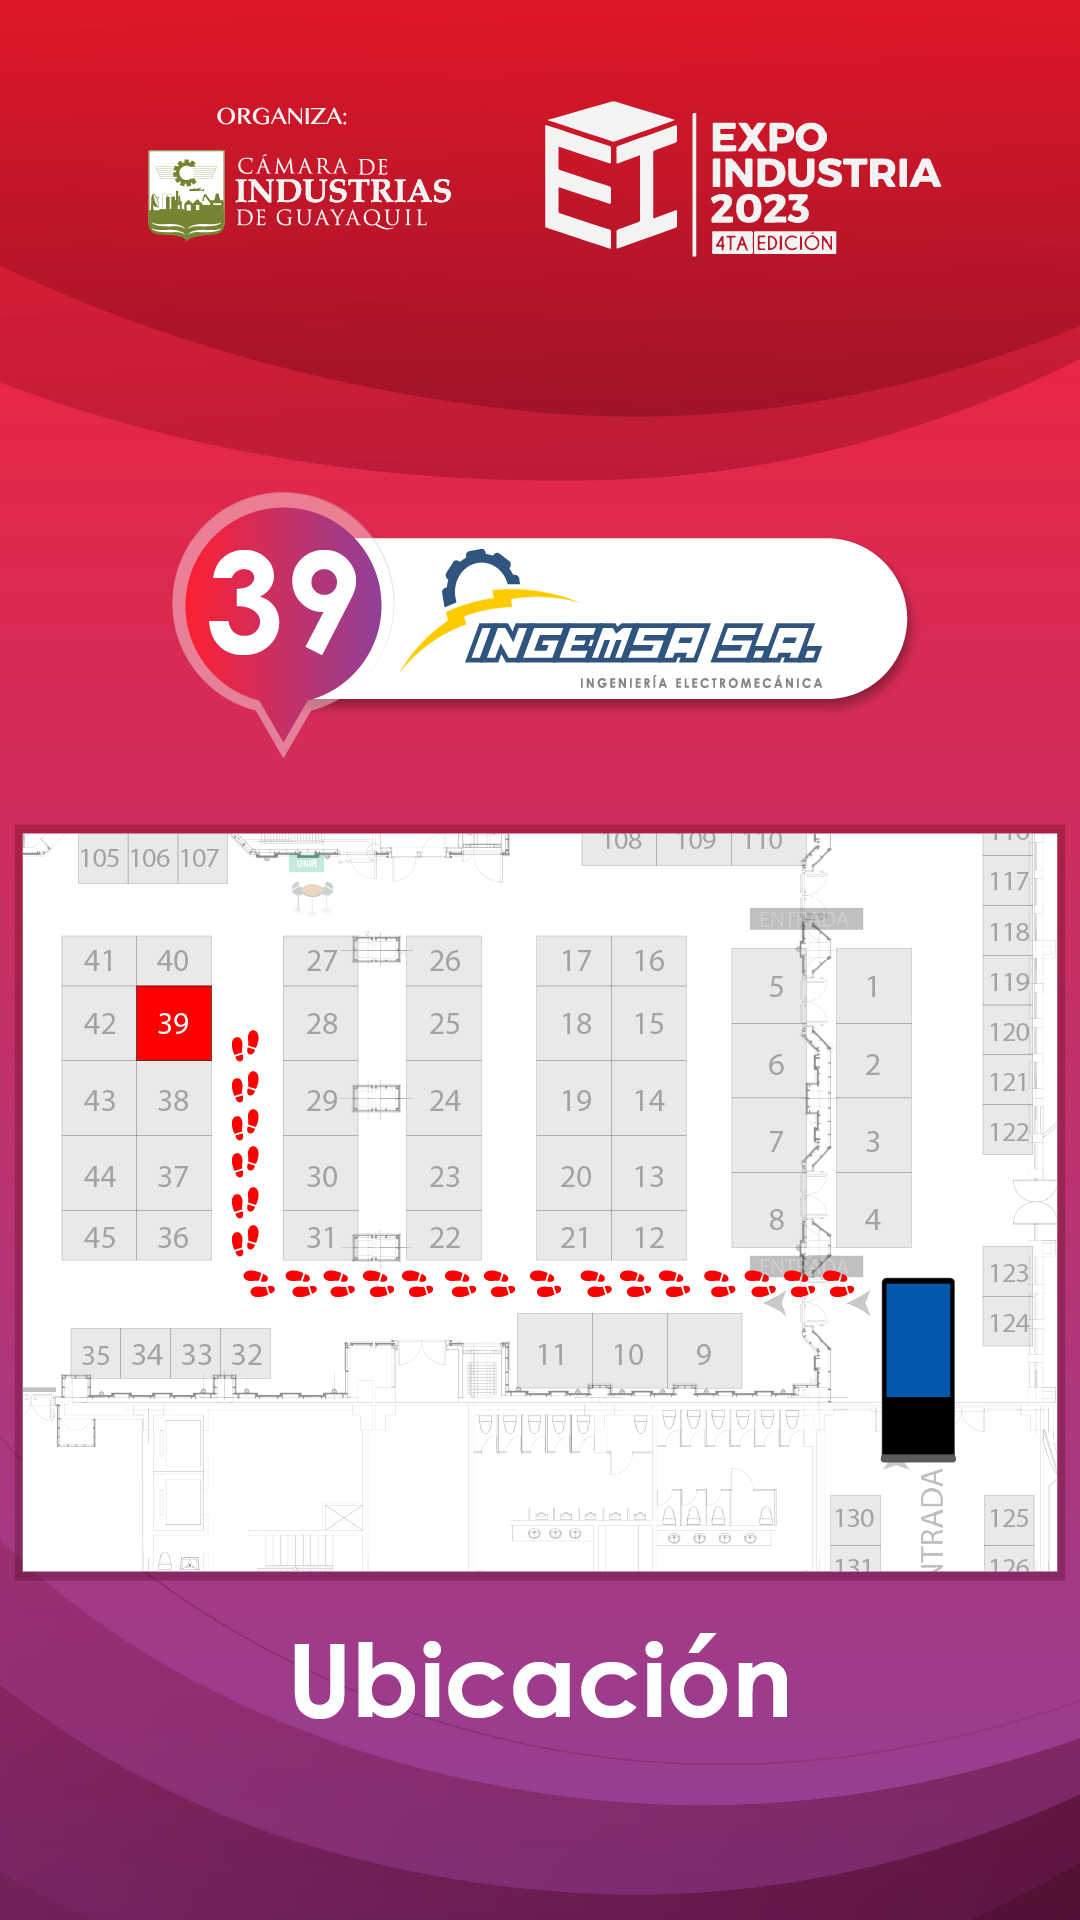 ORGANIZA:
CÁMARA DE
INDUSTRIAS
DE GUAYAQUIL
EXPO
INDUSTRIA
2023
4TA EDICIÓN
39
INGEMSA S.A.
INGENIERÍA ELECTROMECÁNICA
105 106 107
UNIR
108 109 110
116
117
118
119
120
121
122
ENTRADA
41 40
42 39
43 38
44 37
45 36
27 26
28 25
29 24
30 23
31 22
17 16
18 15
19 14
20 13
21 12
5 1
6 2
7 3
8 4
ENTRADA
123
124
35 34 33 32
11 10 9
ENTRADA
130
131
125
126
Ubicación